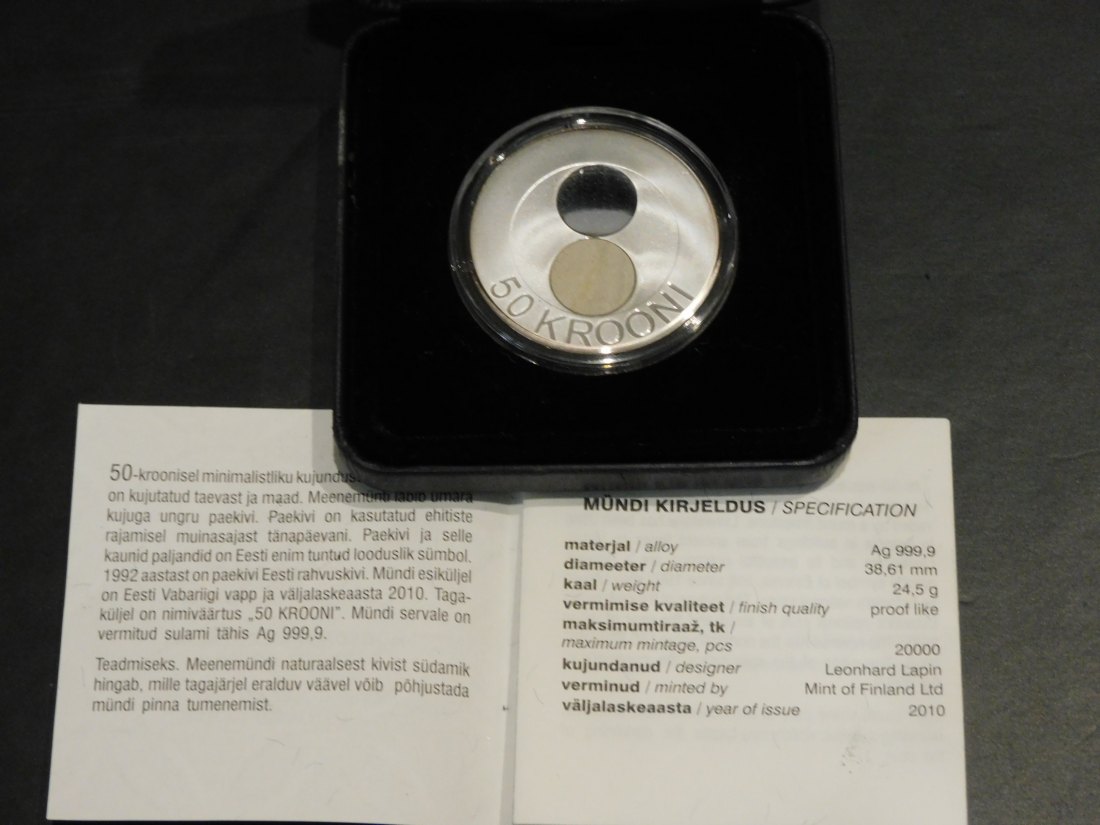 50 KROONI
50-kroonisel minimalistliku kujundus
on kujutatud taevast ja maad. Meenemünti läbib ümara
kujuga ungru paekivi. Paekivi on kasutatud ehitiste
rajamisel muinasajast tänapäevani. Paekivi ja selle
kaunid paljandid on Eesti enim tuntud looduslik sümbol.
1992 aastast on paekivi Eesti rahvuskivi. Mündi esiküljel
on Eesti Vabariigi vapp ja väljalaskeaasta 2010. Taga-
küljel on nimiväärtus „50 KROONI". Mündi servale on
vermitud sulami tähis Ag 999,9.
Teadmiseks. Meenemündi naturaalsest kivist südamik
hingab, mille tagajärjel eralduv väävel võib põhjustada
mündi pinna tumenemist.
MÜNDI KIRJELDUS / SPECIFICATION
materjal / alloy Ag 999,9
diameeter / diameter 38,61 mm
kaal / weight 24,5 g
vermimise kvaliteet / finish quality proof like
maksimumtiraaž, tk /
maximum mintage, pcs 20000
kujundanud / designer Leonhard Lapin
verminud / minted by Mint of Finland Ltd
väljalaskeaasta / year of issue 2010